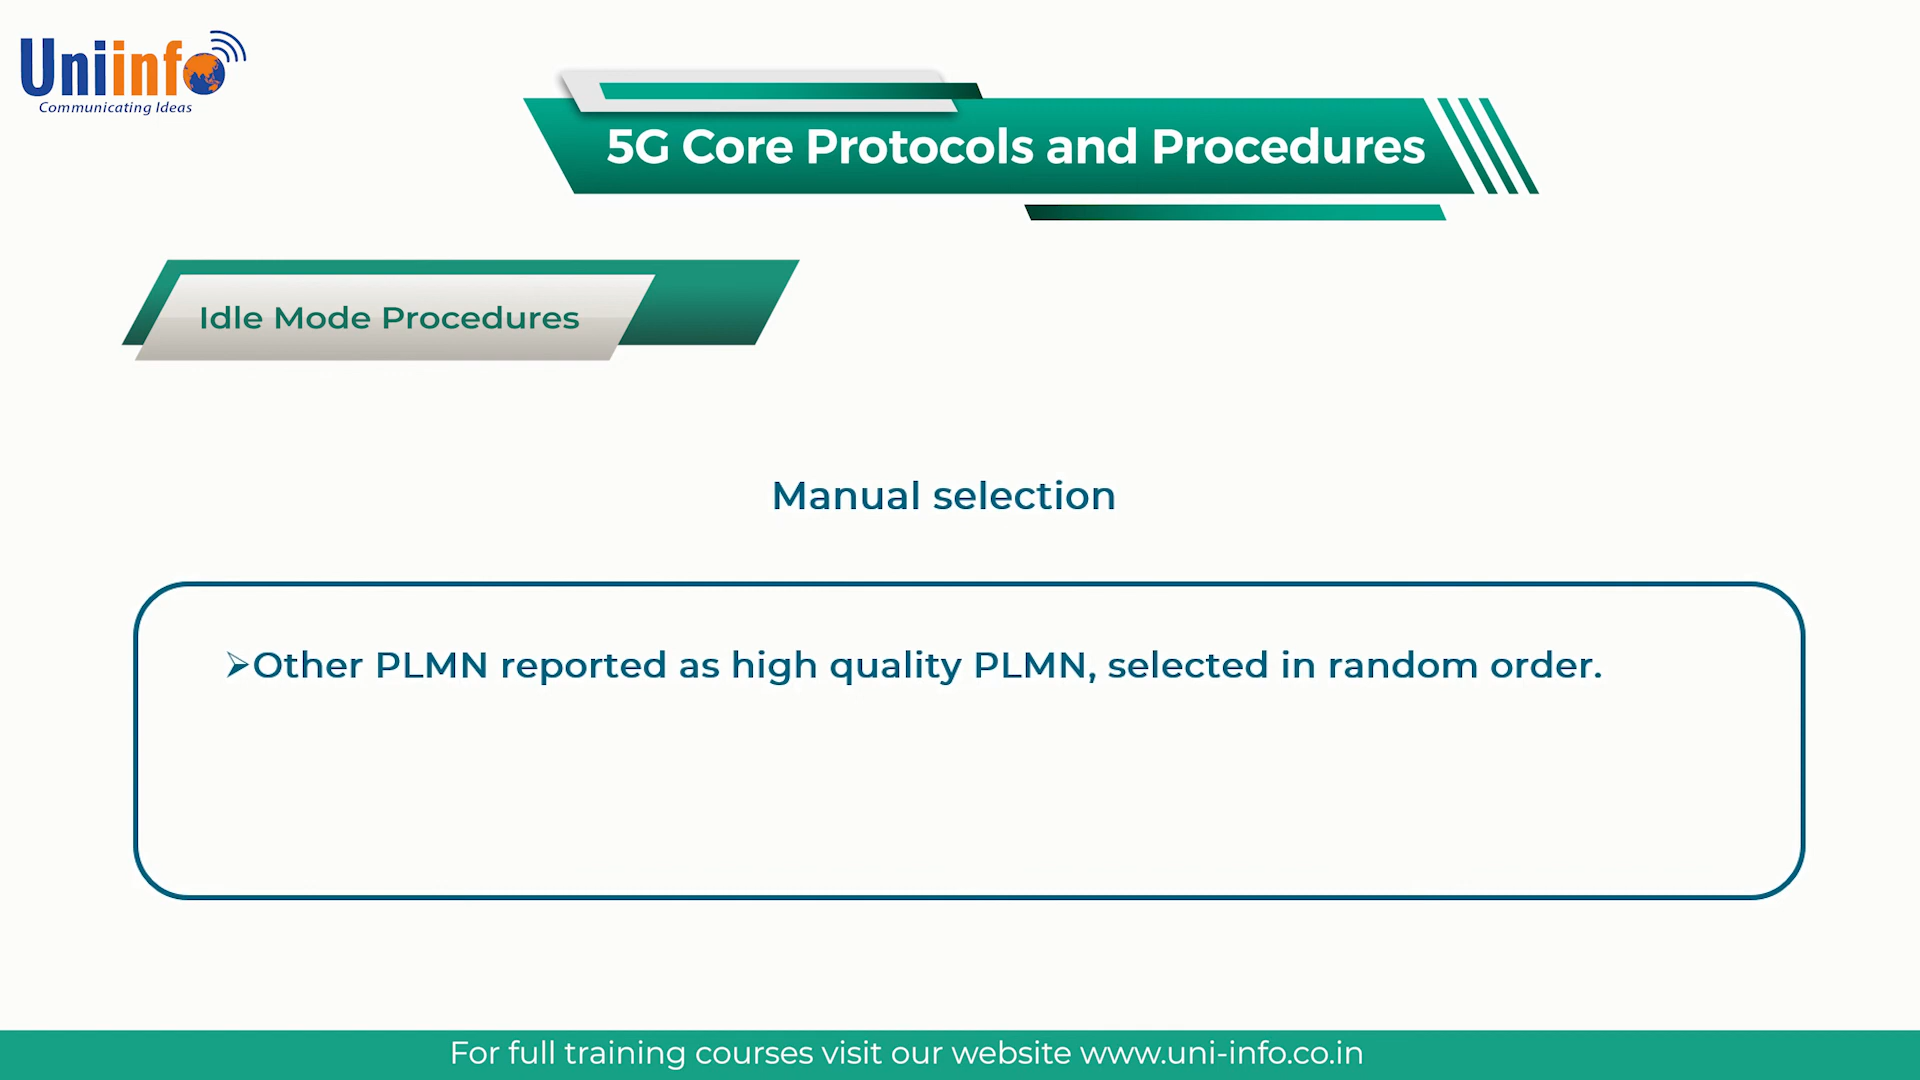 Uniinfo
Communicating Ideas
5G Core Protocols and Procedures
Idle Mode Procedures
Manual selection
➢Other PLMN reported as high quality PLMN, selected in random order.
For full training courses visit our website www.uni-info.co.in